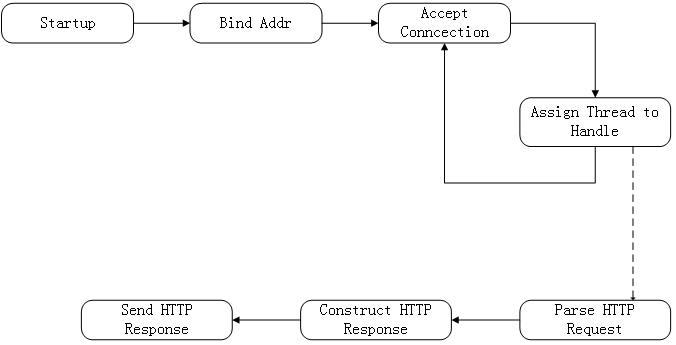 Startup
Bind Addr
Accept
Conncection
Assign Thread to
Handle
Send HTTP
Response
Construct HTTP
Response
Parse HTTP
Request